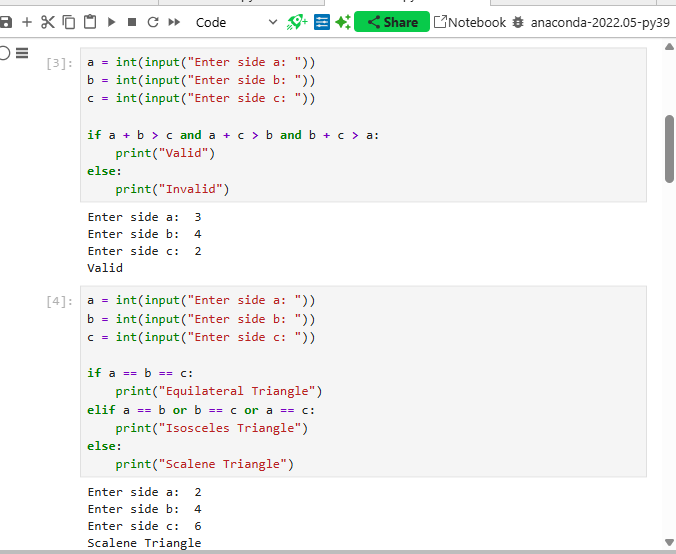 Code Share Notebook anaconda-2022.05-py39
[3]: a = int(input("Enter side a: "))
b = int(input("Enter side b: "))
c = int(input("Enter side c: "))
if a + b > c and a + c > b and b + c > a:
    print("Valid")
else:
    print("Invalid")
Enter side a:  3
Enter side b:  4
Enter side c:  2
Valid
[4]: a = int(input("Enter side a: "))
b = int(input("Enter side b: "))
c = int(input("Enter side c: "))
if a == b == c:
    print("Equilateral Triangle")
elif a == b or b == c or a == c:
    print("Isosceles Triangle")
else:
    print("Scalene Triangle")
Enter side a:  2
Enter side b:  4
Enter side c:  6
Scalene Triangle